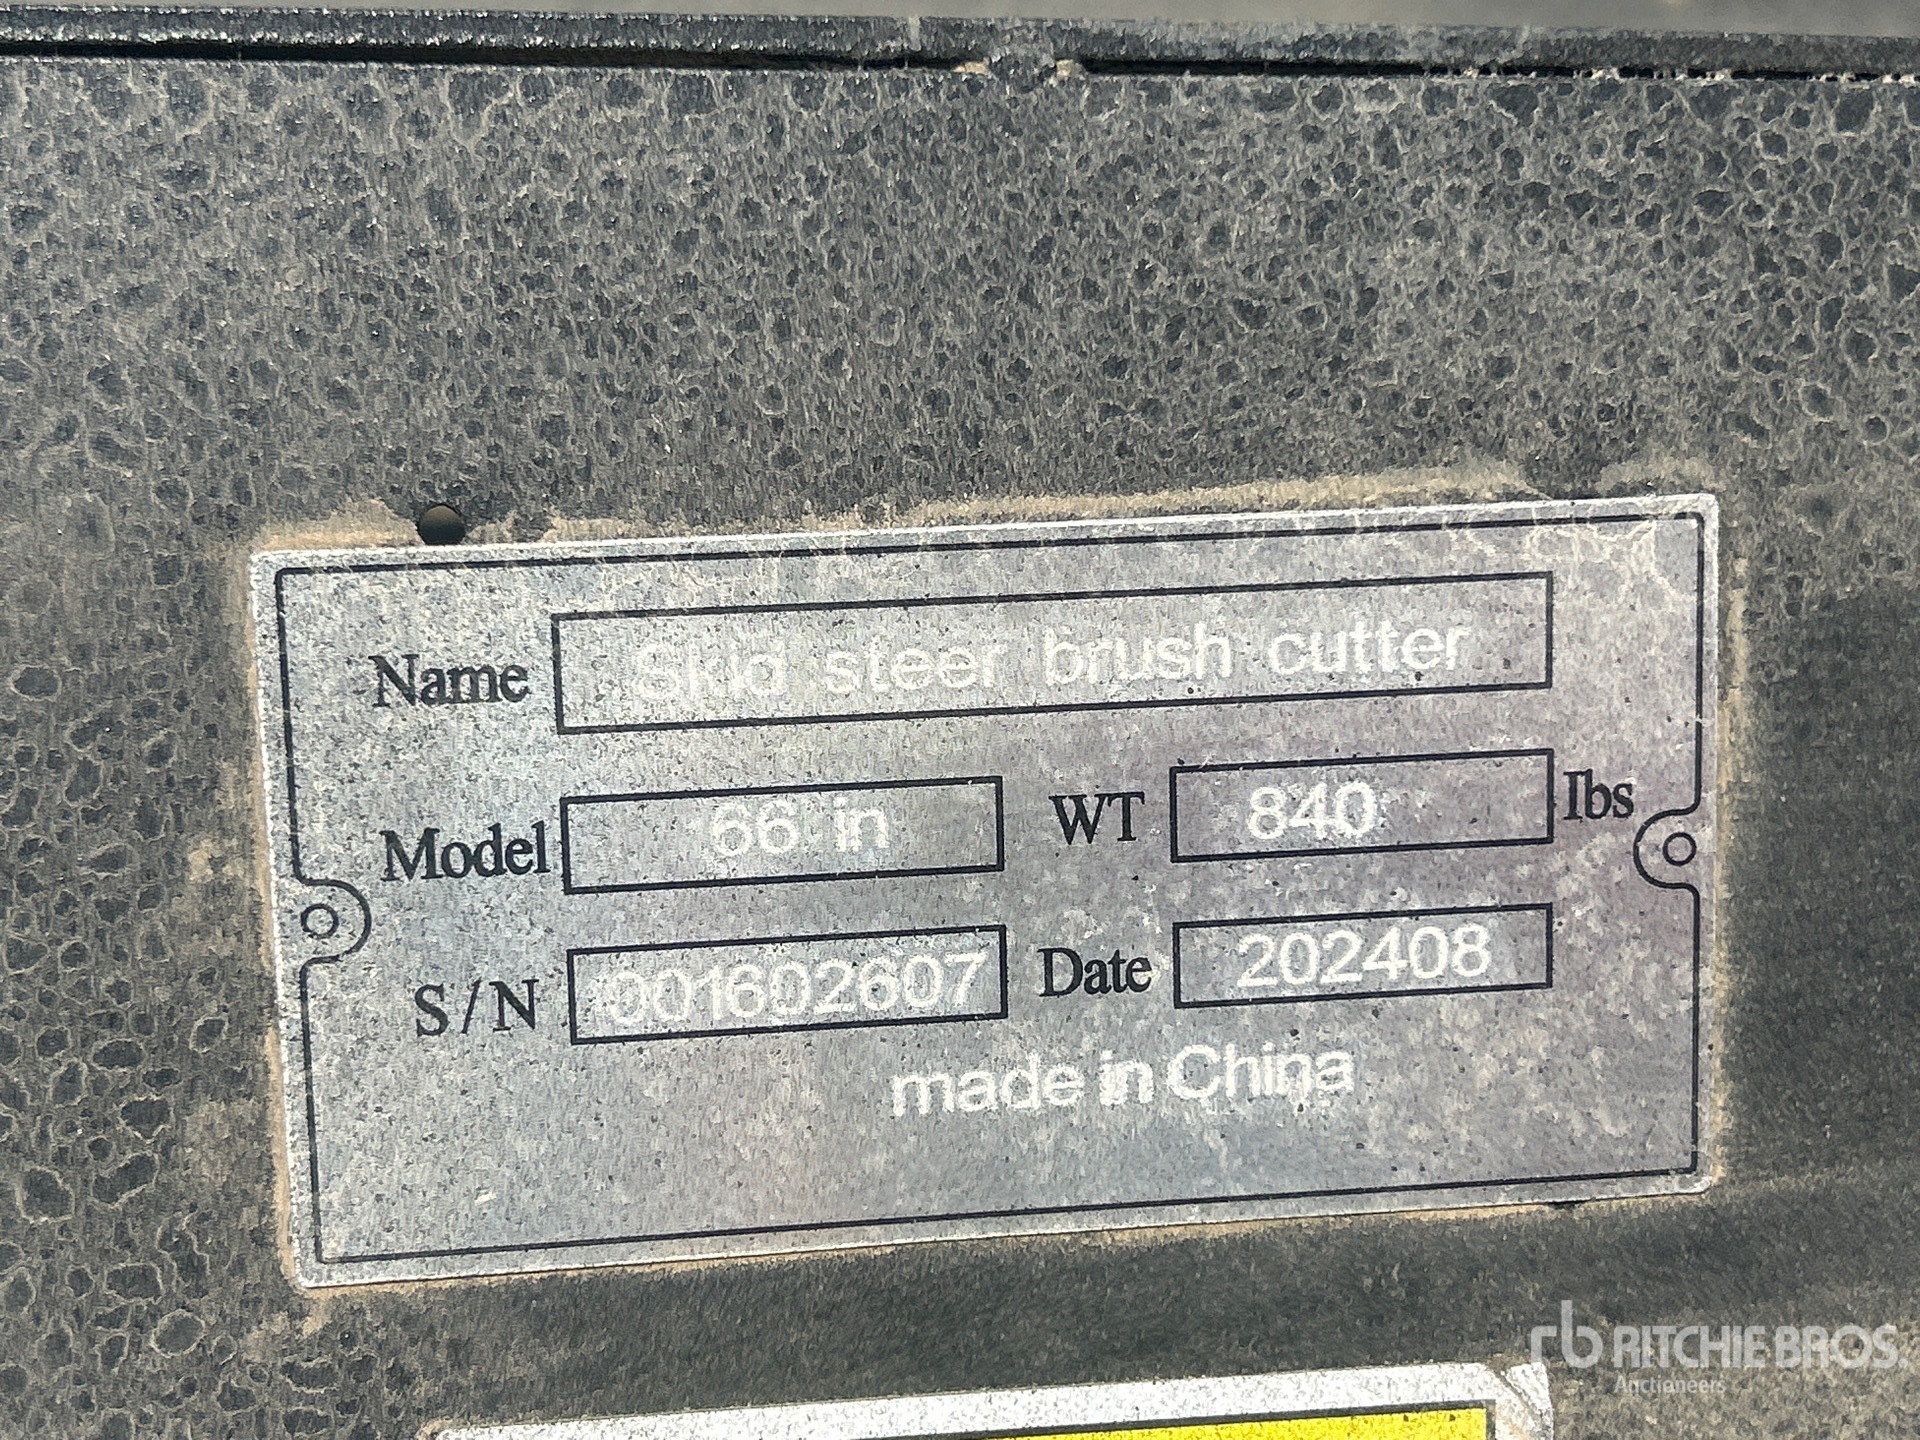 Name Skid steer brush cutter
Model 66 in WT 840 lbs
S/N 001602607 Date 202408
made in China
rb RITCHIE BROS.
Auctioneers